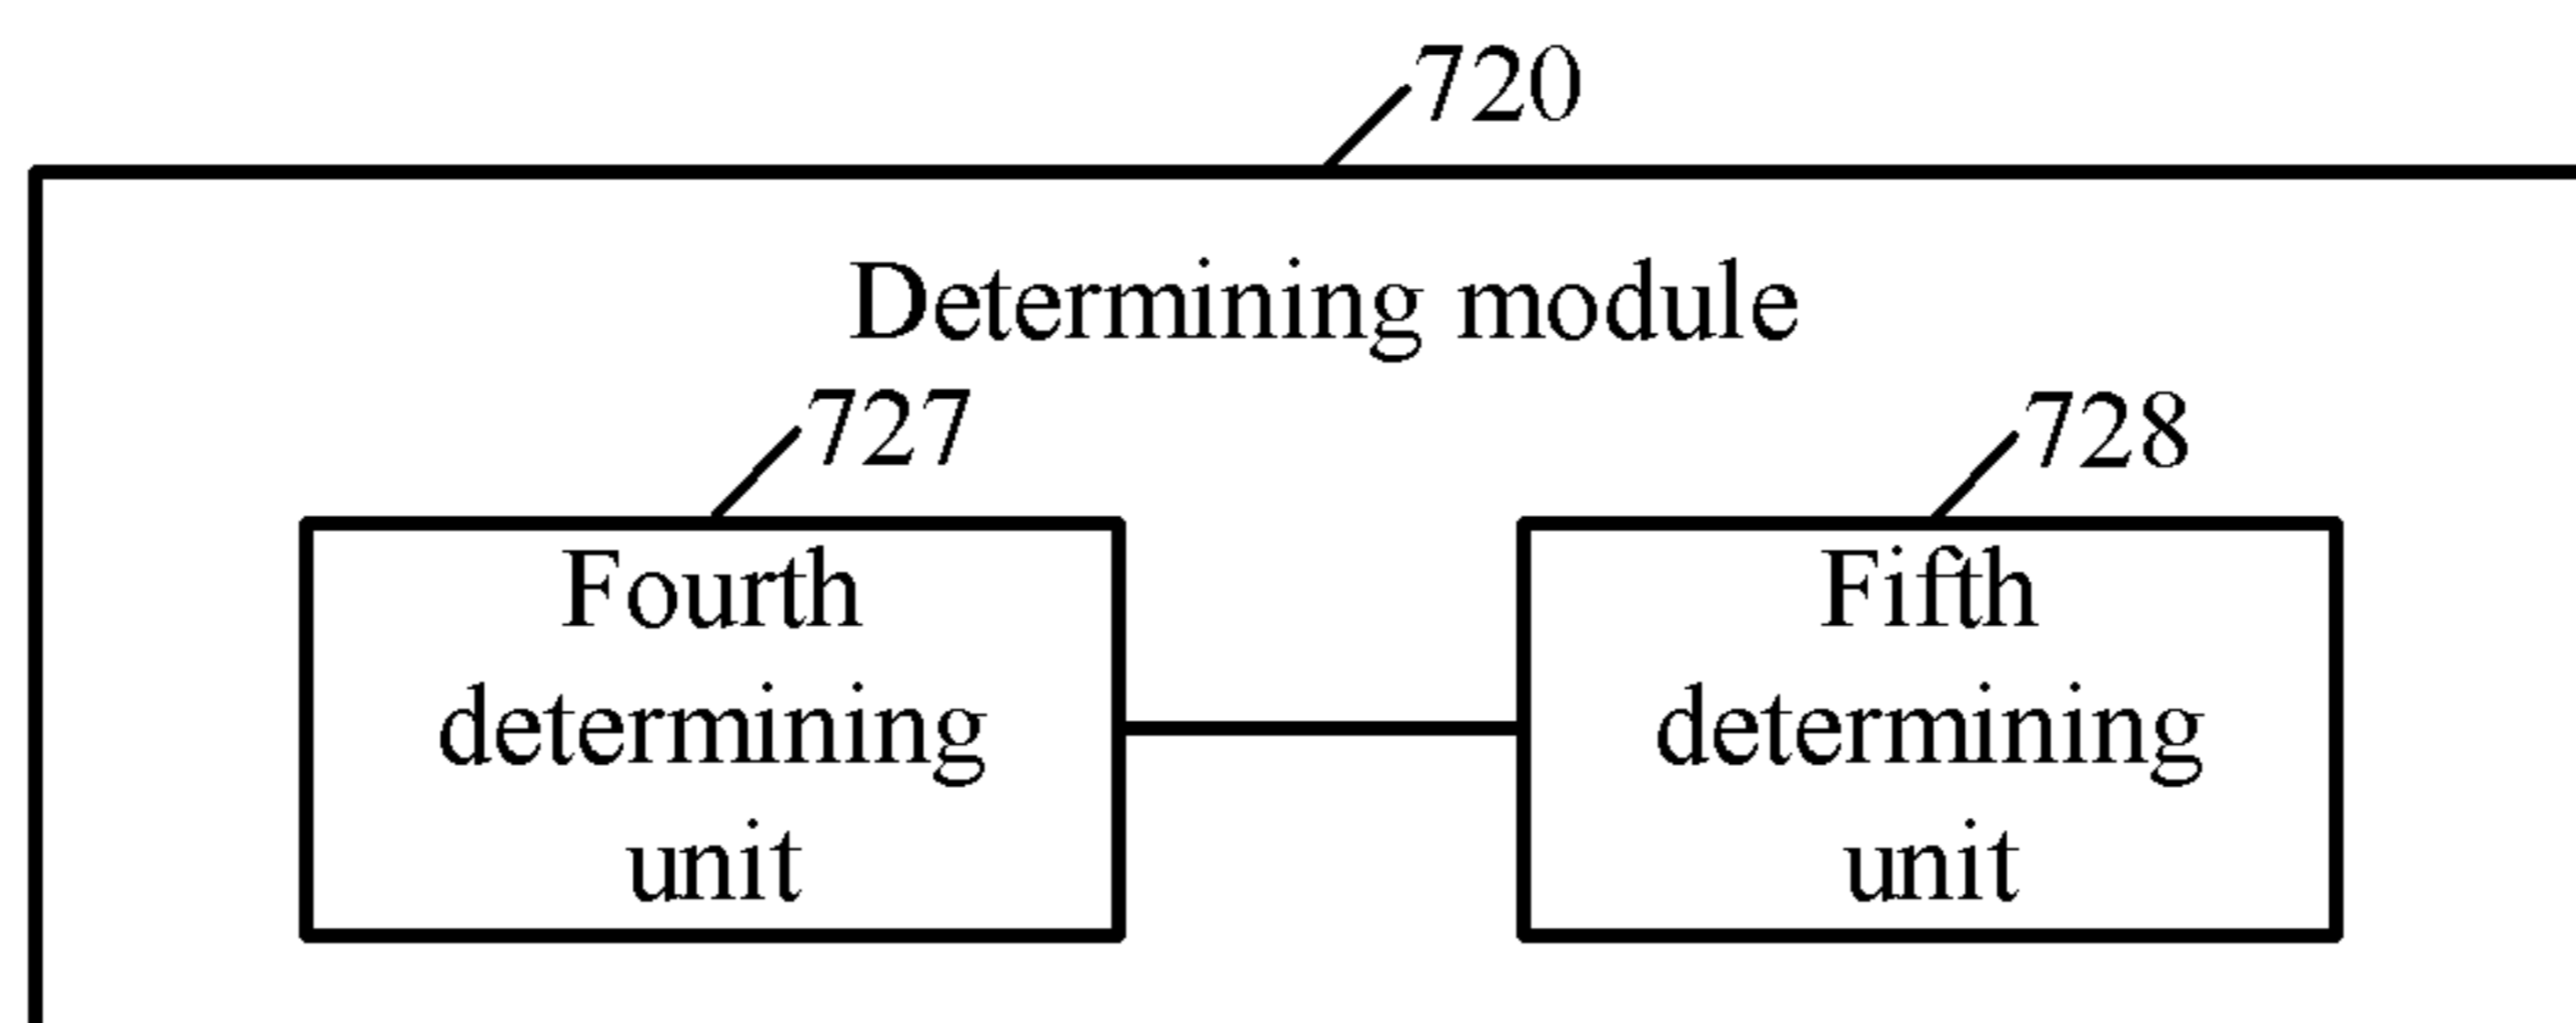 720
Determining module
727
728
Fourth
determining
unit
Fifth
determining
unit